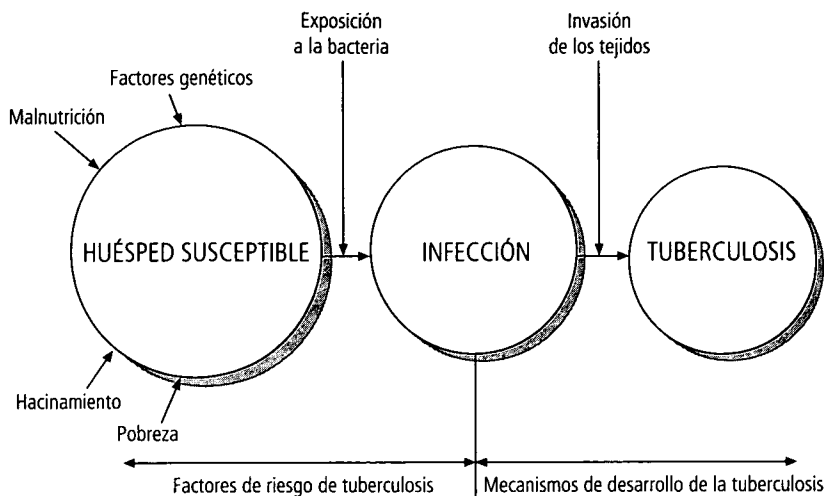 Exposición
a la bacteria
Invasión
de los tejidos
Factores genéticos
Malnutrición
HUÉSPED SUSCEPTIBLE
INFECCIÓN
TUBERCULOSIS
Hacinamiento
Pobreza
Factores de riesgo de tuberculosis
Mecanismos de desarrollo de la tuberculosis